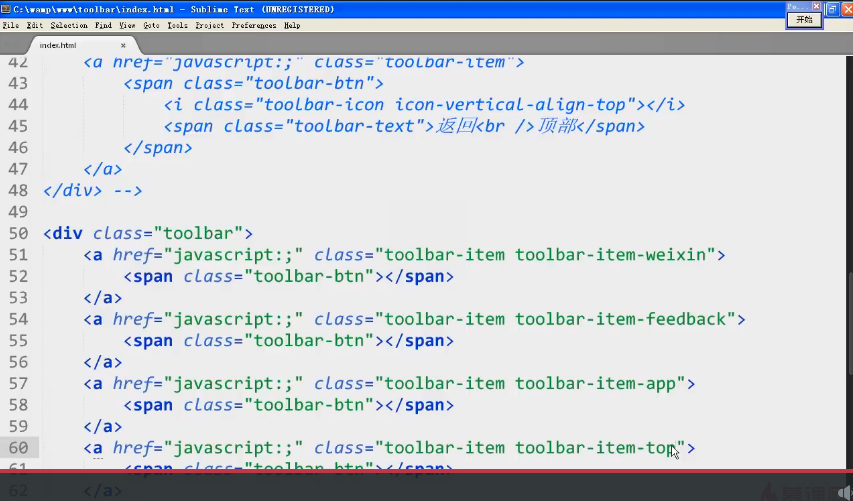 C:\wamp\www\toolbar\index.html - Sublime Text (UNREGISTERED)
开始
File Edit Selection Find View Goto Tools Project Preferences Help
index.html ×
42 <a href="javascript:;" class="toolbar-item">
43 <span class="toolbar-btn">
44 <i class="toolbar-icon icon-vertical-align-top"></i>
45 <span class="toolbar-text">返回<br />顶部</span>
46 </span>
47 </a>
48 </div> -->
49
50 <div class="toolbar">
51 <a href="javascript:;" class="toolbar-item toolbar-item-weixin">
52 <span class="toolbar-btn"></span>
53 </a>
54 <a href="javascript:;" class="toolbar-item toolbar-item-feedback">
55 <span class="toolbar-btn"></span>
56 </a>
57 <a href="javascript:;" class="toolbar-item toolbar-item-app">
58 <span class="toolbar-btn"></span>
59 </a>
60 <a href="javascript:;" class="toolbar-item toolbar-item-top">
61 <span class="toolbar-btn"></span>
62 </a>